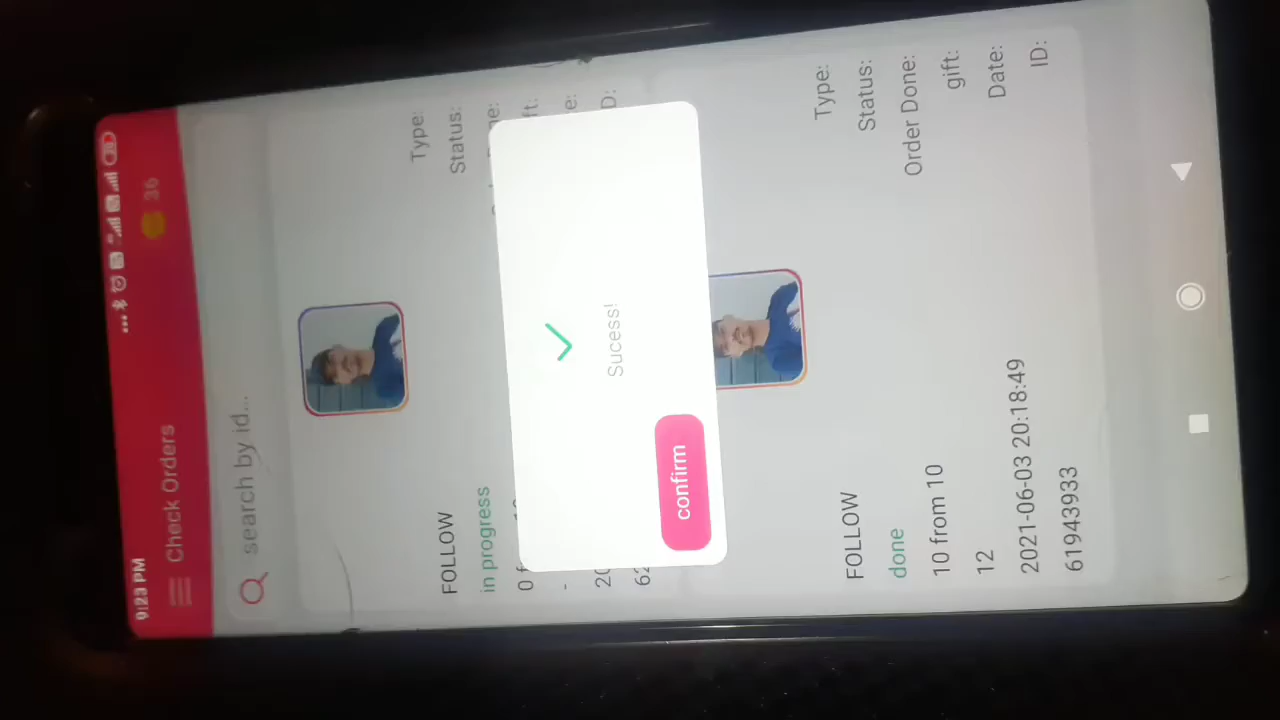 9:23 PM
Check Orders
36
search by id...
FOLLOW Type:
in progress Status:
Sucess!
confirm
FOLLOW Type:
done Status:
10 from 10 Order Done:
12 gift:
2021-06-03 20:18:49 Date:
61943933 ID: